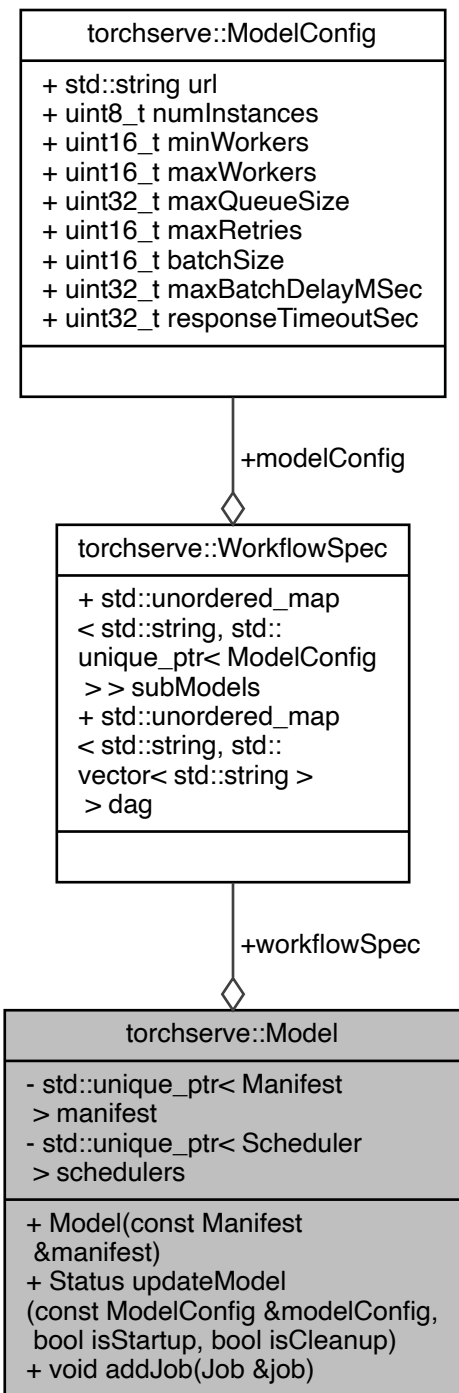 torchserve::ModelConfig
+ std::string url
+ uint8_t numInstances
+ uint16_t minWorkers
+ uint16_t maxWorkers
+ uint32_t maxQueueSize
+ uint16_t maxRetries
+ uint16_t batchSize
+ uint32_t maxBatchDelayMSec
+ uint32_t responseTimeoutSec
+modelConfig
torchserve::WorkflowSpec
+ std::unordered_map
< std::string, std::
unique_ptr< ModelConfig
> > subModels
+ std::unordered_map
< std::string, std::
vector< std::string >
> dag
+workflowSpec
torchserve::Model
- std::unique_ptr< Manifest
> manifest
- std::unique_ptr< Scheduler
> schedulers
+ Model(const Manifest
&manifest)
+ Status updateModel
(const ModelConfig &modelConfig,
bool isStartup, bool isCleanup)
+ void addJob(Job &job)